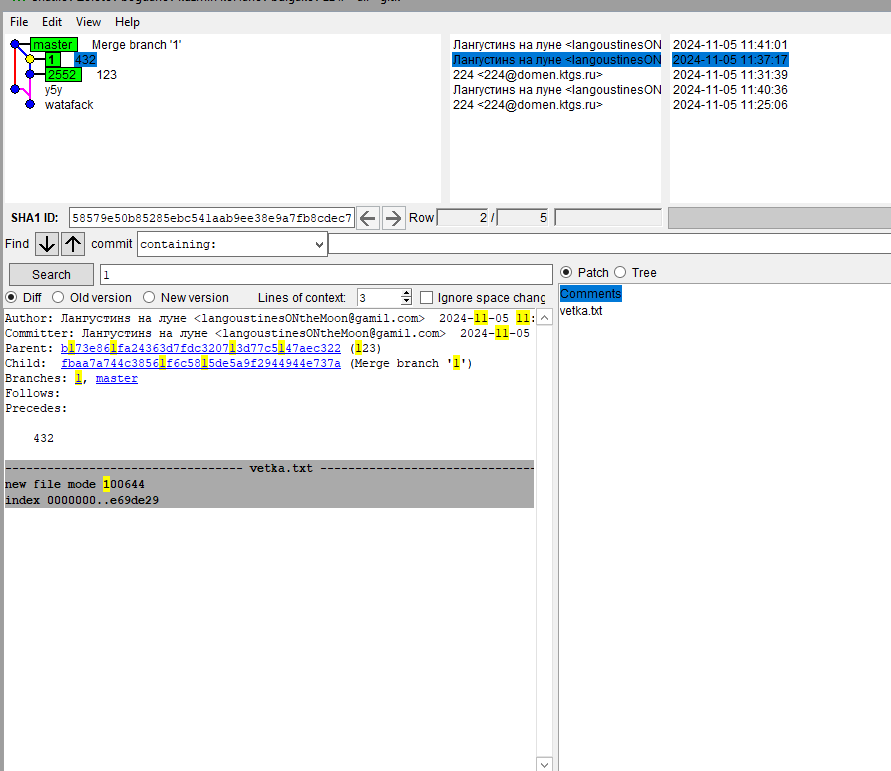 File Edit View Help
master Merge branch '1'
1 432
2552 123
y5y
watafack
Лангустинs на луне <langoustinesON
Лангустинs на луне <langoustinesON
224 <224@domen.ktgs.ru>
Лангустинs на луне <langoustinesON
224 <224@domen.ktgs.ru>
2024-11-05 11:41:01
2024-11-05 11:37:17
2024-11-05 11:31:39
2024-11-05 11:40:36
2024-11-05 11:25:06
SHA1 ID: 58579e50b85285ebc541aab9ee38e9a7fb8cdec7 Row 2 / 5
Find commit containing:
Search 1
Diff Old version New version Lines of context: 3 Ignore space chang
Author: Лангустинs на луне <langoustinesONtheMoon@gamil.com> 2024-11-05 11:
Committer: Лангустинs на луне <langoustinesONtheMoon@gamil.com> 2024-11-05
Parent: b173e861fa24363d7fdc320713d77c5147aec322 (123)
Child: fbaa7a744c38561f6c5815de5a9f2944944e737a (Merge branch '1')
Branches: 1, master
Follows:
Precedes:
432
---------------------------------- vetka.txt -------------------------------
new file mode 100644
index 0000000..e69de29
Patch Tree
Comments
vetka.txt